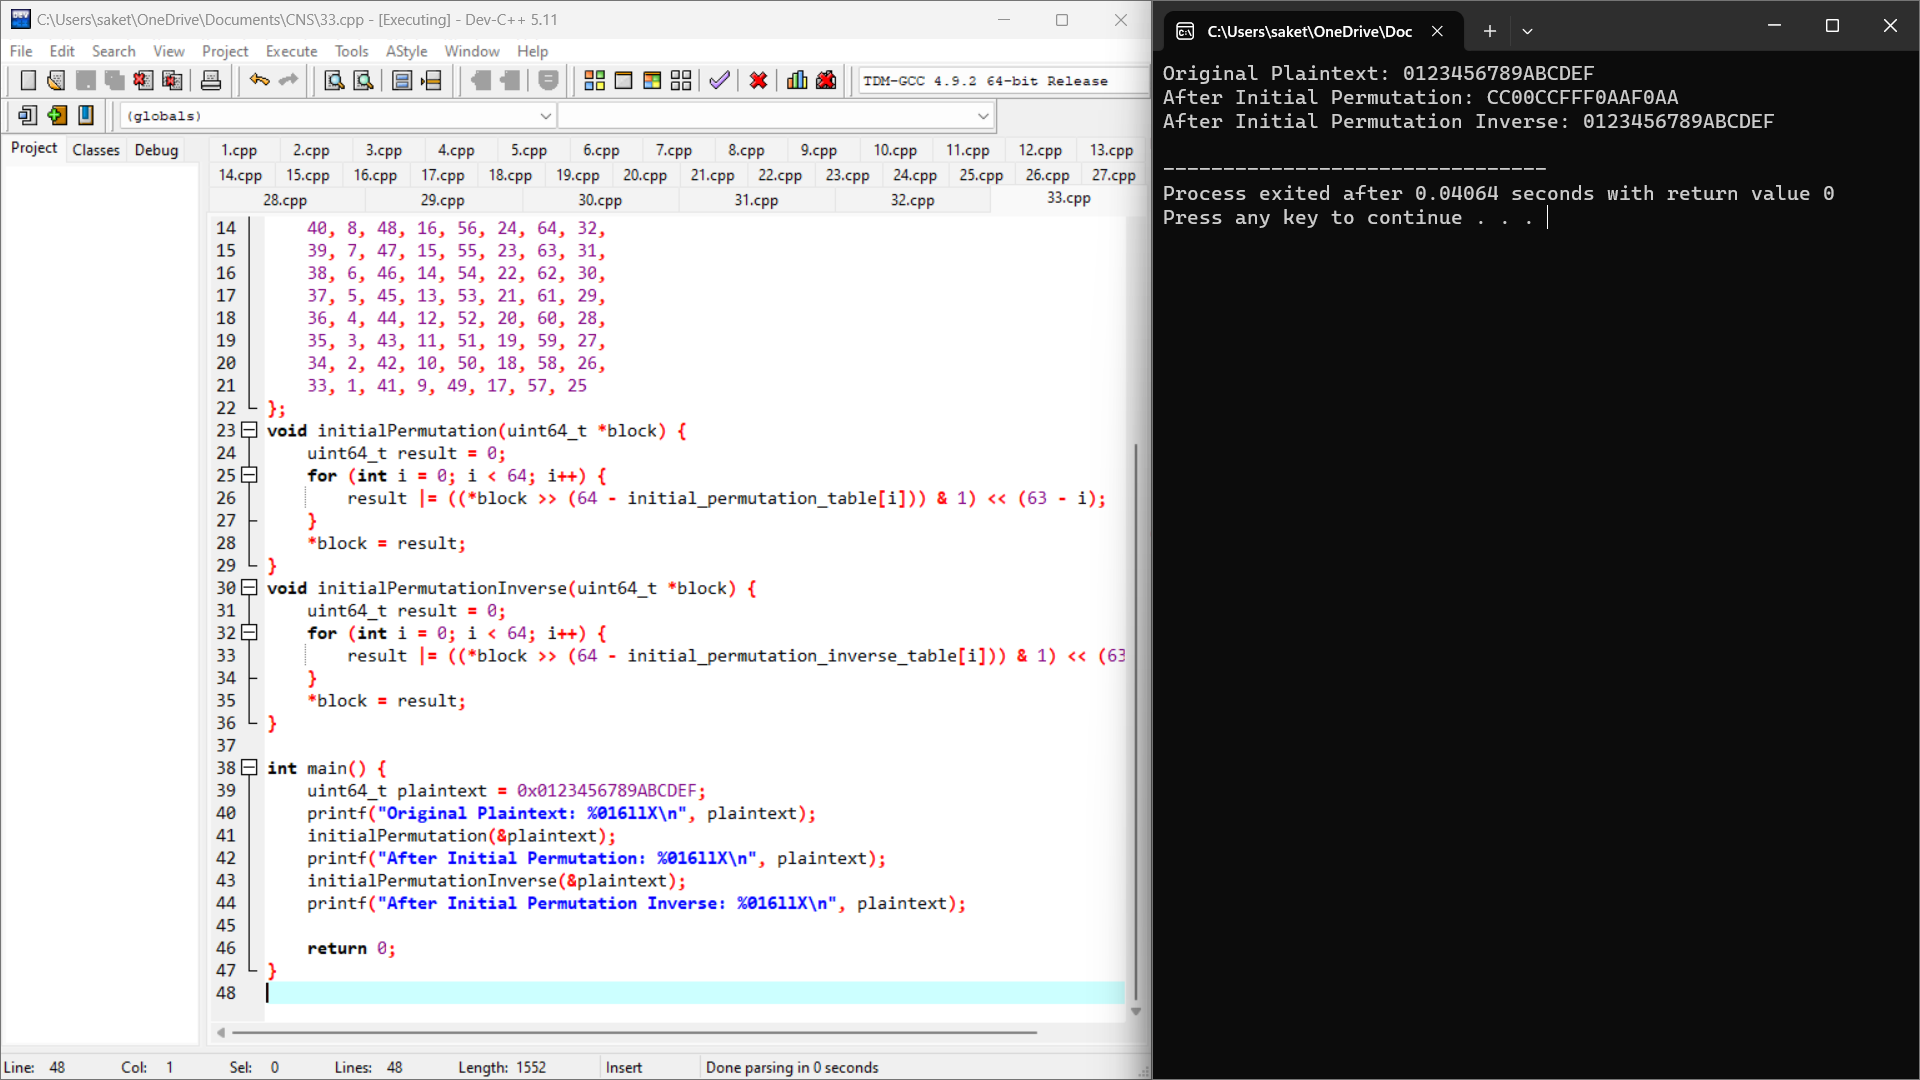 C:\Users\saket\OneDrive\Documents\CNS\33.cpp - [Executing] - Dev-C++ 5.11
File Edit Search View Project Execute Tools AStyle Window Help
TDM-GCC 4.9.2 64-bit Release
(globals)
Project Classes Debug
1.cpp 2.cpp 3.cpp 4.cpp 5.cpp 6.cpp 7.cpp 8.cpp 9.cpp 10.cpp 11.cpp 12.cpp 13.cpp
14.cpp 15.cpp 16.cpp 17.cpp 18.cpp 19.cpp 20.cpp 21.cpp 22.cpp 23.cpp 24.cpp 25.cpp 26.cpp 27.cpp
28.cpp 29.cpp 30.cpp 31.cpp 32.cpp 33.cpp
14 40, 8, 48, 16, 56, 24, 64, 32,
15 39, 7, 47, 15, 55, 23, 63, 31,
16 38, 6, 46, 14, 54, 22, 62, 30,
17 37, 5, 45, 13, 53, 21, 61, 29,
18 36, 4, 44, 12, 52, 20, 60, 28,
19 35, 3, 43, 11, 51, 19, 59, 27,
20 34, 2, 42, 10, 50, 18, 58, 26,
21 33, 1, 41, 9, 49, 17, 57, 25
22 };
23 void initialPermutation(uint64_t *block) {
24 uint64_t result = 0;
25 for (int i = 0; i < 64; i++) {
26 result |= ((*block >> (64 - initial_permutation_table[i])) & 1) << (63 - i);
27 }
28 *block = result;
29 }
30 void initialPermutationInverse(uint64_t *block) {
31 uint64_t result = 0;
32 for (int i = 0; i < 64; i++) {
33 result |= ((*block >> (64 - initial_permutation_inverse_table[i])) & 1) << (63
34 }
35 *block = result;
36 }
37
38 int main() {
39 uint64_t plaintext = 0x0123456789ABCDEF;
40 printf("Original Plaintext: %016llX\n", plaintext);
41 initialPermutation(&plaintext);
42 printf("After Initial Permutation: %016llX\n", plaintext);
43 initialPermutationInverse(&plaintext);
44 printf("After Initial Permutation Inverse: %016llX\n", plaintext);
45
46 return 0;
47 }
48
Line: 48 Col: 1 Sel: 0 Lines: 48 Length: 1552 Insert Done parsing in 0 seconds
C:\Users\saket\OneDrive\Doc
Original Plaintext: 0123456789ABCDEF
After Initial Permutation: CC00CCFFF0AAF0AA
After Initial Permutation Inverse: 0123456789ABCDEF
--------------------------------
Process exited after 0.04064 seconds with return value 0
Press any key to continue . . .